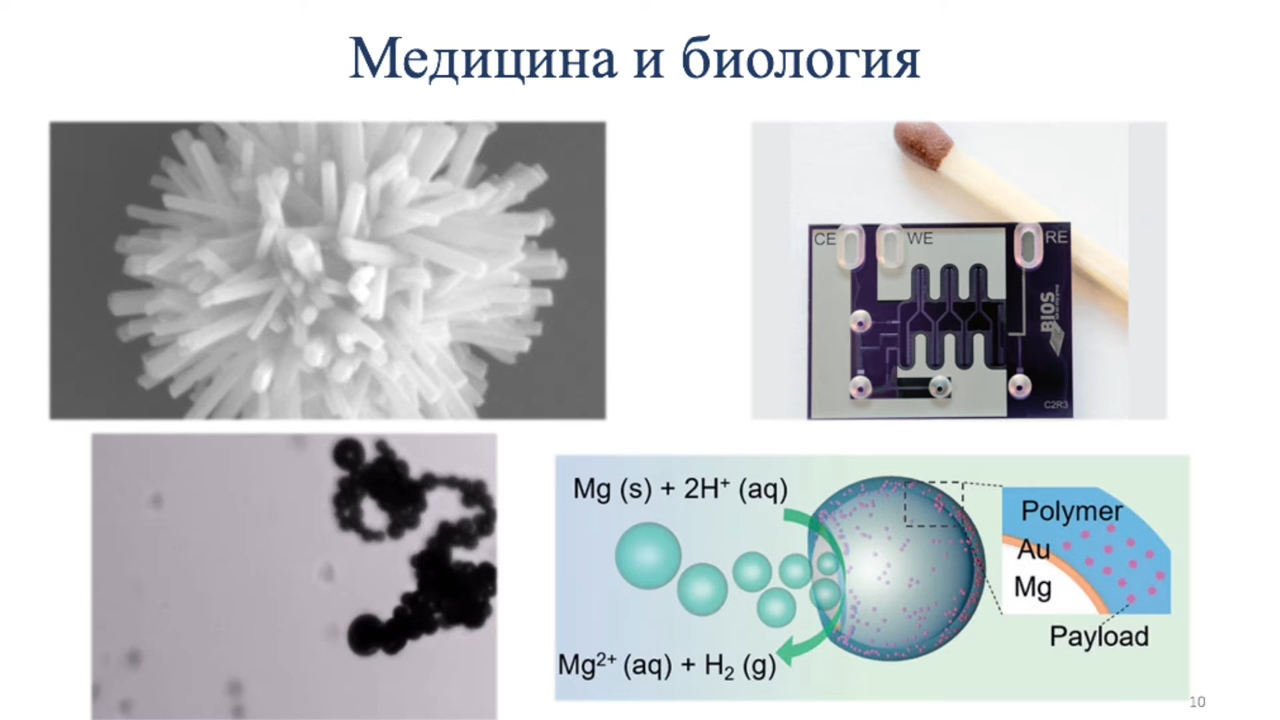 Медицина и биология
CE
WE
RE
BIOS
C2R3
Mg (s) + 2H⁺ (aq)
Polymer
Au
Mg
Payload
Mg²⁺ (aq) + H₂ (g)
10